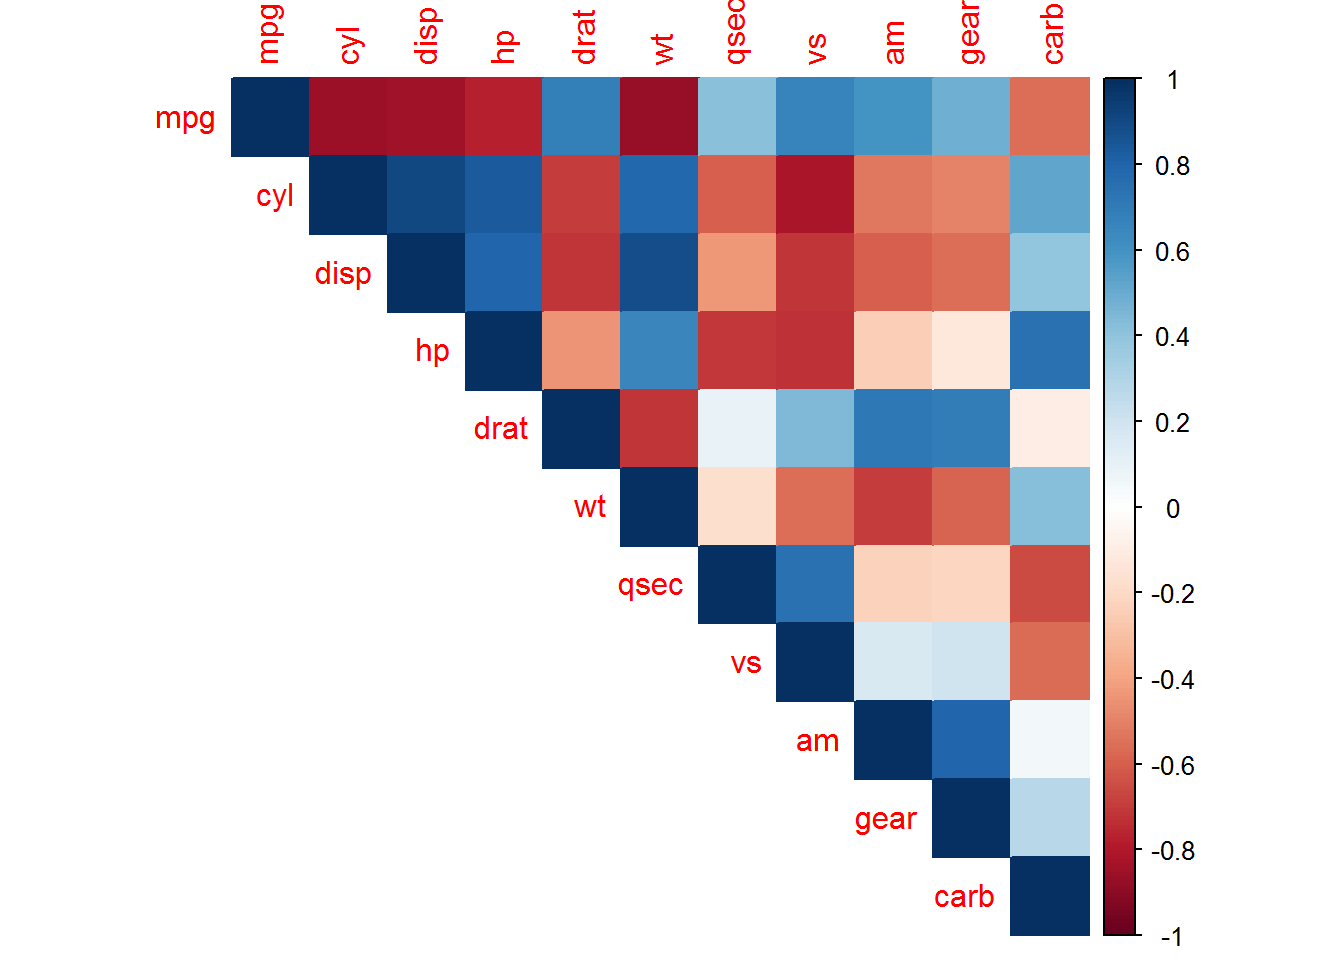 mpg cyl disp hp drat wt qsec vs am gear carb
mpg
cyl
disp
hp
drat
wt
qsec
vs
am
gear
carb
1
0.8
0.6
0.4
0.2
0
-0.2
-0.4
-0.6
-0.8
-1